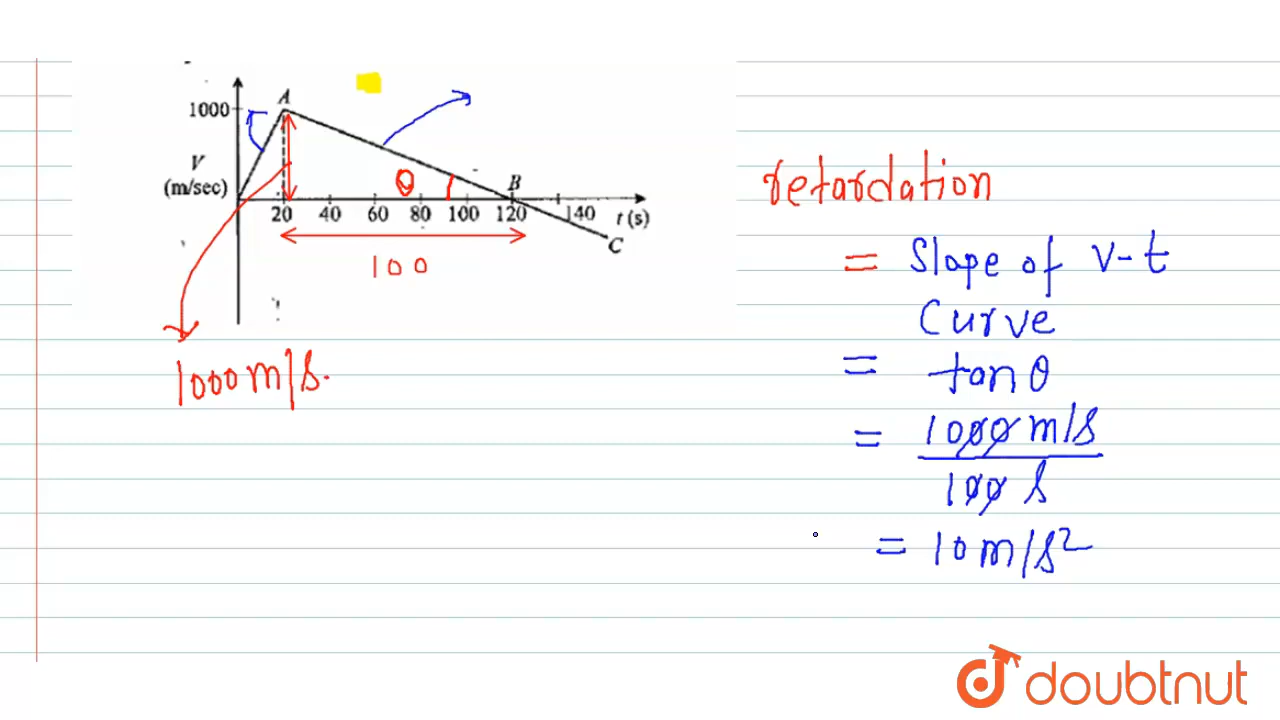 A
1000
V
(m/sec)
θ
B
20 40 60 80 100 120 140 t (s)
C
100
1000 m/s.
retardation
= Slope of v-t
curve
= tan θ
= 1000 m/s
100 s
= 10 m/s²
doubtnut